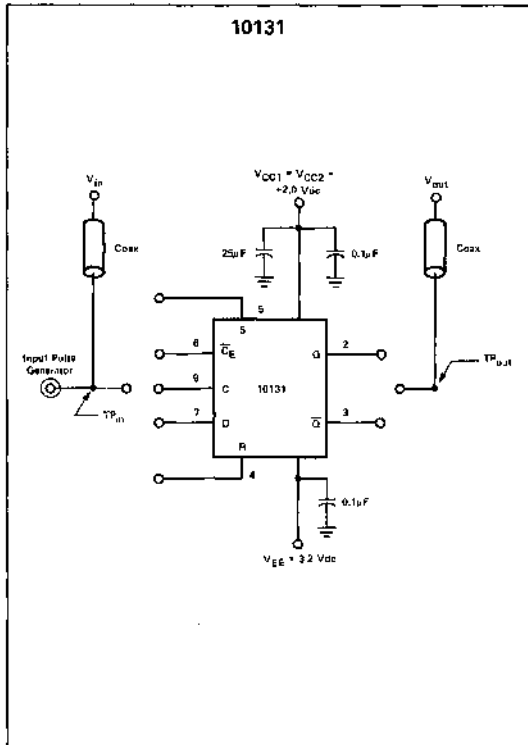 10131
VCC1 = VCC2 =
+2.0 Vdc
Vin
Vout
Coax
25µF
0.1µF
Coax
5
5
Input Pulse
Generator
6
C̅E
Q
2
TPout
TPin
9
C
10131
7
D
Q̅
3
R
4
0.1µF
VEE = 3.2 Vdc